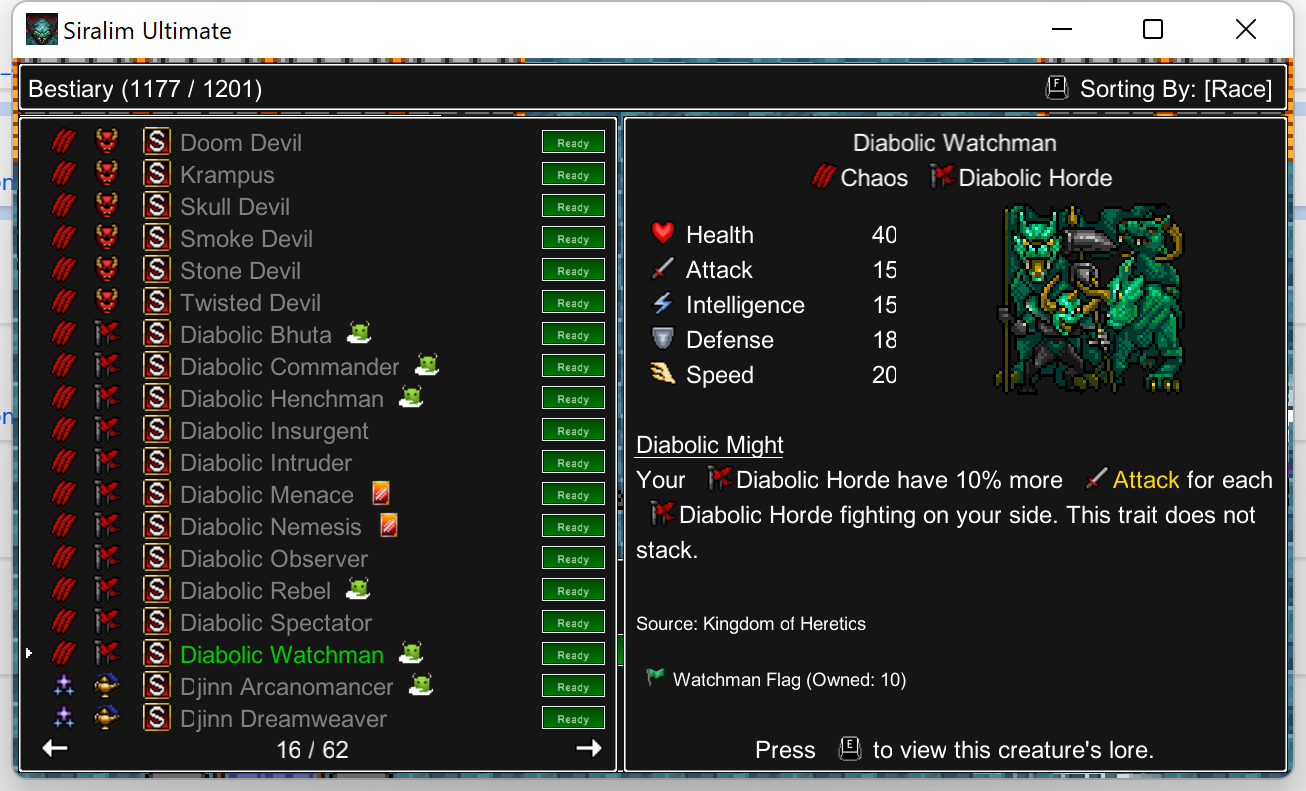 Siralim Ultimate
Bestiary (1177 / 1201)
F Sorting By: [Race]
S Doom Devil Ready
S Krampus Ready
S Skull Devil Ready
S Smoke Devil Ready
S Stone Devil Ready
S Twisted Devil Ready
S Diabolic Bhuta Ready
S Diabolic Commander Ready
S Diabolic Henchman Ready
S Diabolic Insurgent Ready
S Diabolic Intruder Ready
S Diabolic Menace Ready
S Diabolic Nemesis Ready
S Diabolic Observer Ready
S Diabolic Rebel Ready
S Diabolic Spectator Ready
S Diabolic Watchman Ready
S Djinn Arcanomancer Ready
S Djinn Dreamweaver Ready
16 / 62
Diabolic Watchman
Chaos Diabolic Horde
Health 40
Attack 15
Intelligence 15
Defense 18
Speed 20
Diabolic Might
Your Diabolic Horde have 10% more Attack for each
Diabolic Horde fighting on your side. This trait does not
stack.
Source: Kingdom of Heretics
Watchman Flag (Owned: 10)
Press E to view this creature's lore.